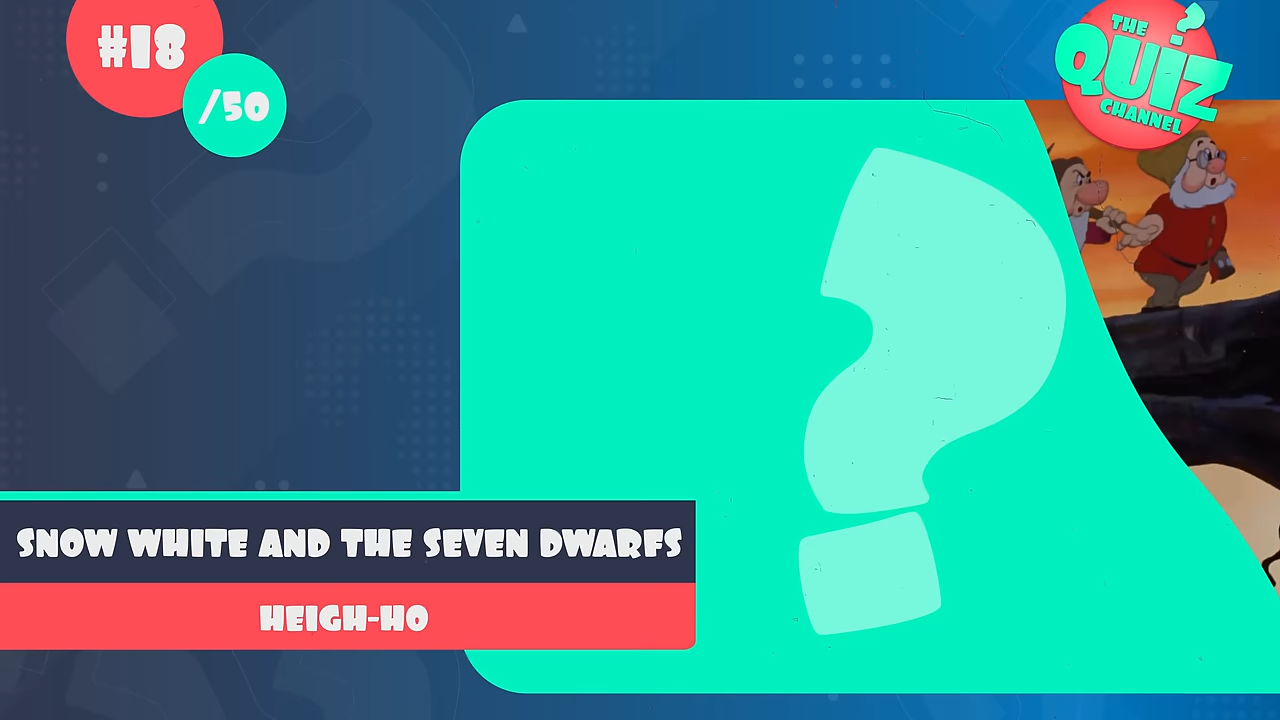 #18
/50
THE
QUIZ
CHANNEL
SNOW WHITE AND THE SEVEN DWARFS
HEIGH-HO